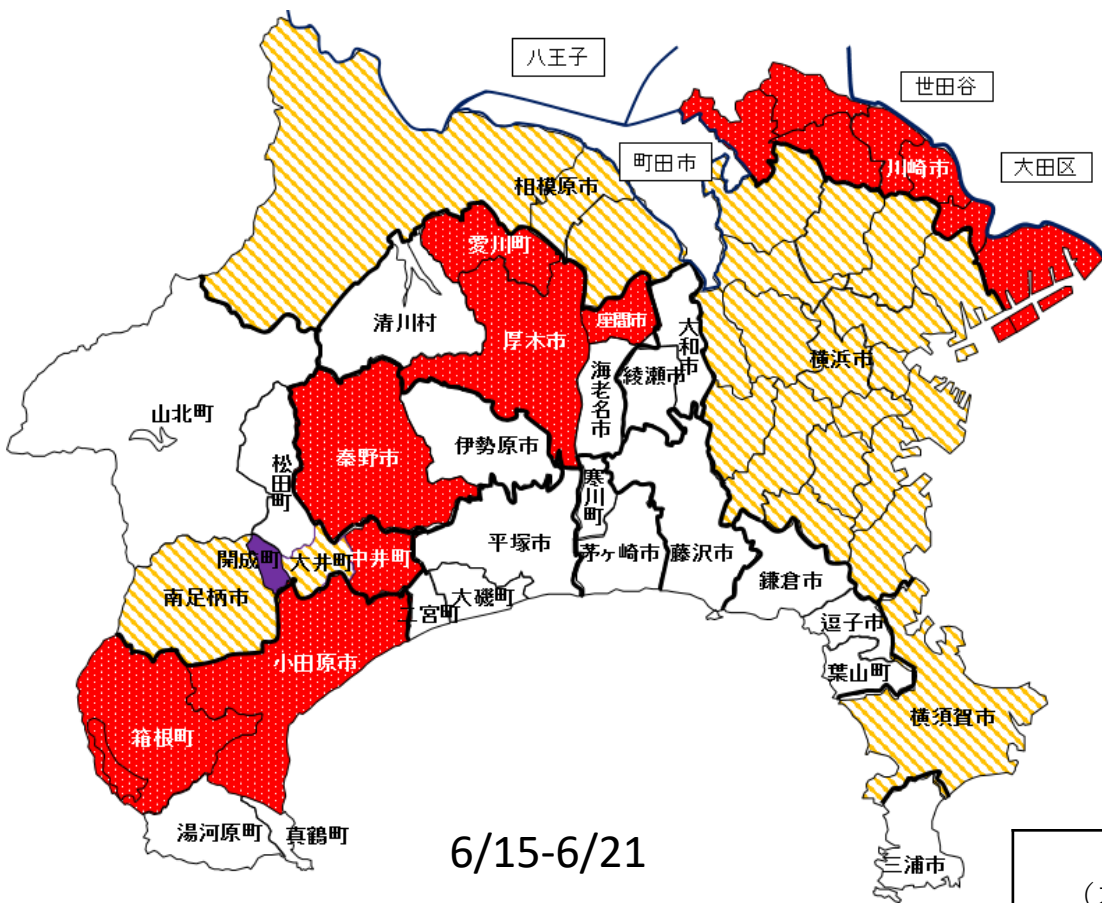 八王子
世田谷
町田市
川崎市
大田区
相模原市
愛川町
清川村
厚木市
座間市
大和市
海老名市
綾瀬市
横浜市
山北町
秦野市
伊勢原市
松田町
寒川町
開成町
大井町
中井町
平塚市
茅ヶ崎市
藤沢市
鎌倉市
南足柄市
二宮町
大磯町
逗子市
小田原市
葉山町
箱根町
横須賀市
湯河原町
真鶴町
6/15-6/21
三浦市